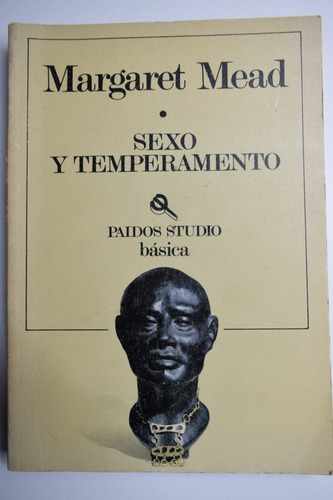 Margaret Mead
SEXO
Y TEMPERAMENTO
PAIDOS STUDIO
básica